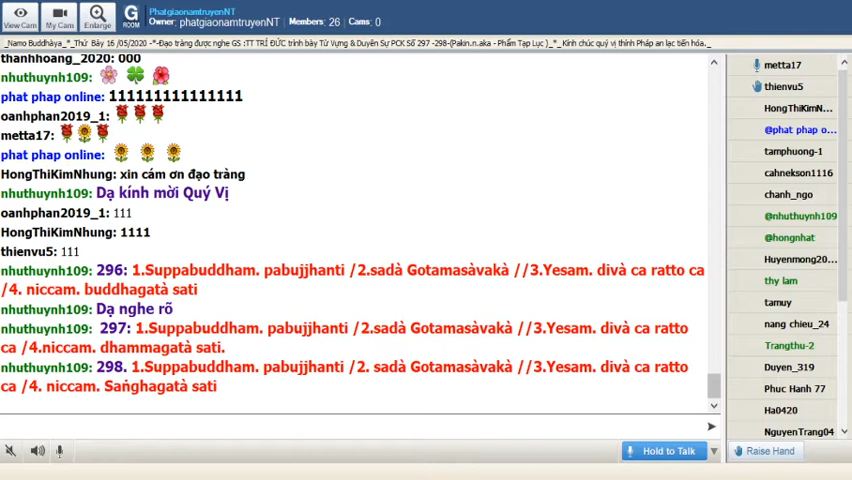 View Cam
My Cam
Enlarge
G
ROOM
PhatgiaonamtruyenNT
Owner: phatgiaonamtruyenNT | Members: 26 | Cams: 0
_Namo Buddhàya_*_Thứ Bảy 16 /05/2020 -*-Đạo tràng được nghe GS :TT TRÍ ĐỨC trình bày Từ Vựng & Duyên Sự PCK Số 297 -298-(Pakin.n.aka - Phẩm Tạp Lục )_*_Kính chúc quý vị thính Pháp an lạc tiến hóa._
thanhhoang_2020: 000
nhuthuynh109:
phat phap online: 111111111111111
oanhphan2019_1:
metta17:
phat phap online:
HongThiKimNhung: xin cám ơn đạo tràng
nhuthuynh109: Dạ kính mời Quý Vị
oanhphan2019_1: 111
HongThiKimNhung: 1111
thienvu5: 111
nhuthuynh109: 296: 1.Suppabuddham. pabujjhanti /2.sadà Gotamasàvakà //3.Yesam. divà ca ratto ca
/4. niccam. buddhagatà sati
nhuthuynh109: Dạ nghe rõ
nhuthuynh109: 297: 1.Suppabuddham. pabujjhanti /2.sadà Gotamasàvakà //3.Yesam. divà ca ratto
ca /4.niccam. dhammagatà sati.
nhuthuynh109: 298. 1.Suppabuddham. pabujjhanti /2. sadà Gotamasàvakà //3.Yesam. divà ca ratto
ca /4. niccam. Saṅghagatà sati
metta17
thienvu5
HongThiKimN...
@phat phap o...
tamphuong-1
cahnekson1116
chanh_ngo
@nhuthuynh109
@hongnhat
Huyenmong20...
thy lam
tamuy
nang chieu_24
Trangthu-2
Duyen_319
Phuc Hanh 77
Ha0420
NguyenTrang04
Hold to Talk
Raise Hand